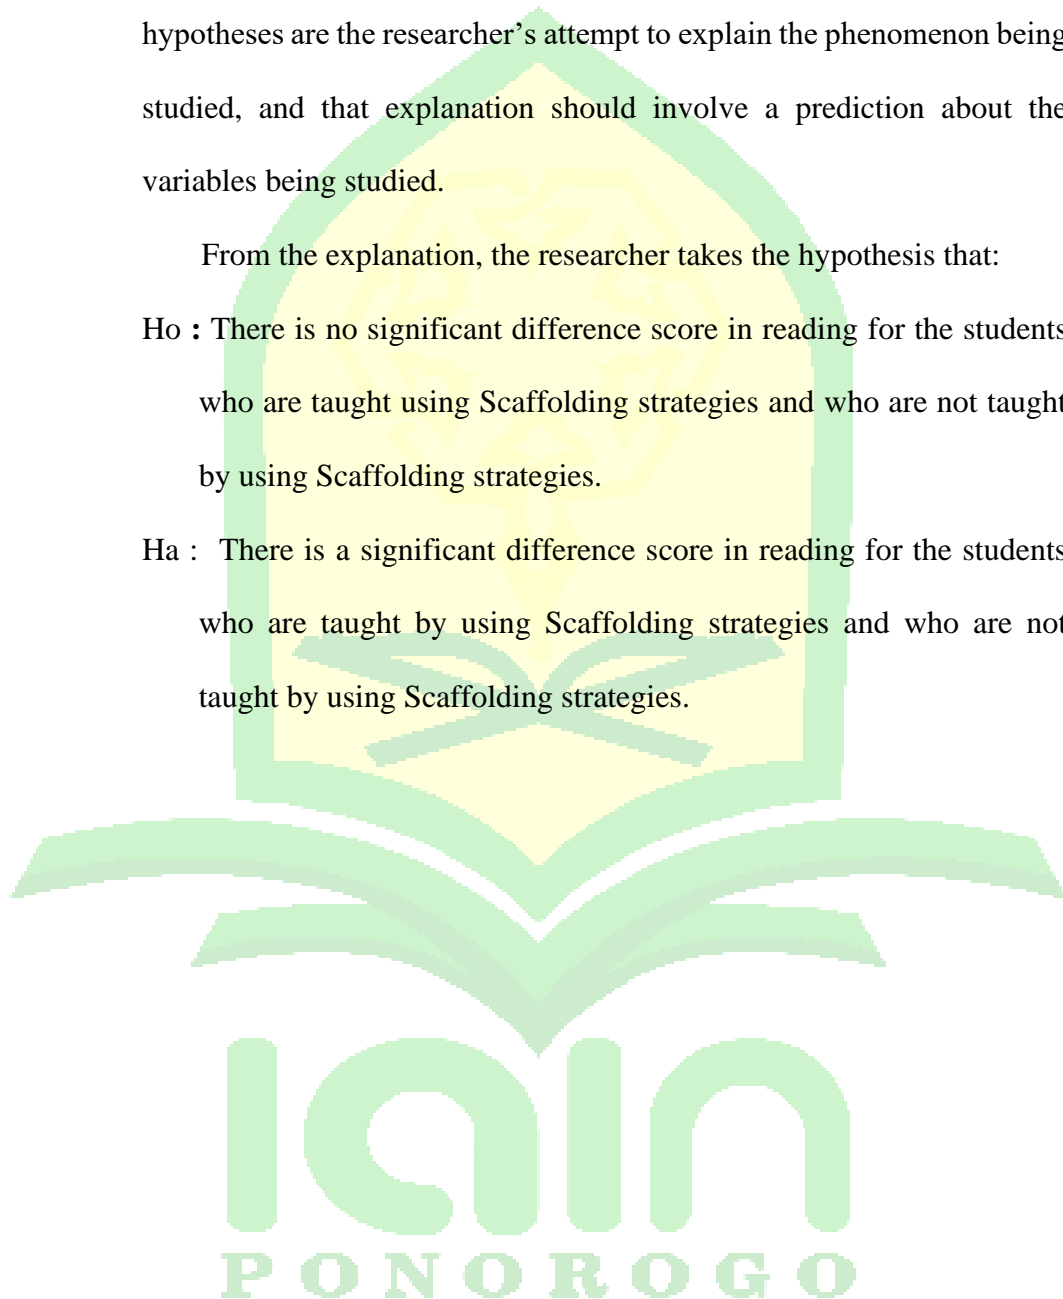 hypotheses are the researcher’s attempt to explain the phenomenon being
studied, and that explanation should involve a prediction about the
variables being studied.
From the explanation, the researcher takes the hypothesis that:
Ho : There is no significant difference score in reading for the students
who are taught using Scaffolding strategies and who are not taught
by using Scaffolding strategies.
Ha : There is a significant difference score in reading for the students
who are taught by using Scaffolding strategies and who are not
taught by using Scaffolding strategies.
iain
PONOROGO